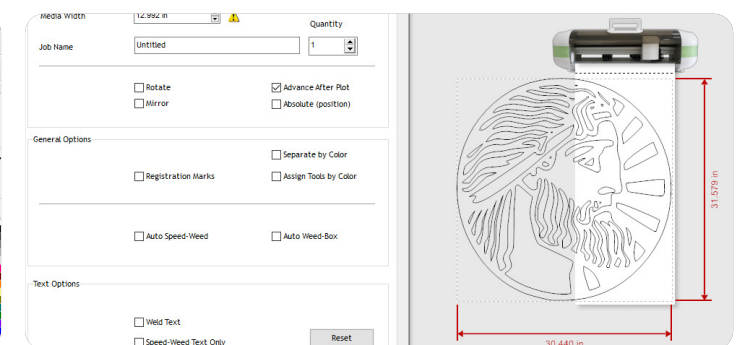 Media Width 12.992 in
Quantity
Job Name Untitled 1
Rotate Advance After Plot
Mirror Absolute (position)
General Options
Separate by Color
Registration Marks Assign Tools by Color
Auto Speed-Weed Auto Weed-Box
Text Options
Weld Text
Speed-Weed Text Only Reset
31.579 in
30.440 in